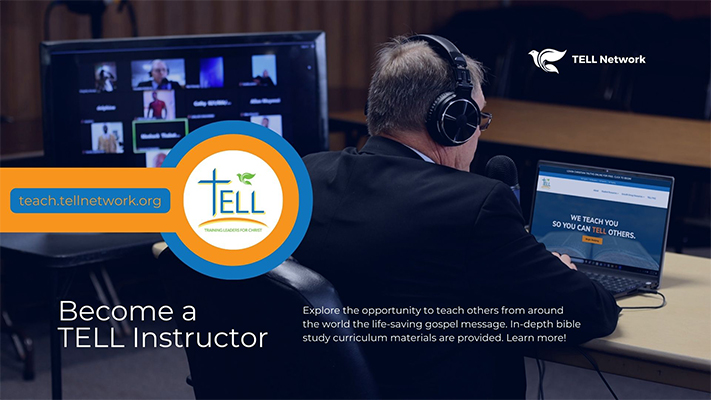 TELL Network
teach.tellnetwork.org
TELL
TRAINING LEADERS FOR CHRIST
TELL
WE TEACH YOU
SO YOU CAN TELL OTHERS.
Become a
TELL Instructor
Explore the opportunity to teach others from around
the world the life-saving gospel message. In-depth bible
study curriculum materials are provided. Learn more!